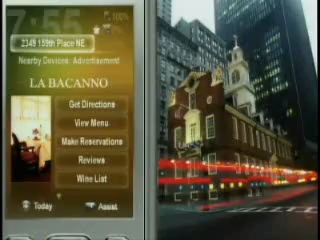 7:55
100%
2349 159th Place NE
Nearby Devices: Advertisement
LA BACANNO
Get Directions
View Menu
Make Reservations
Reviews
Wine List
Today
Assist